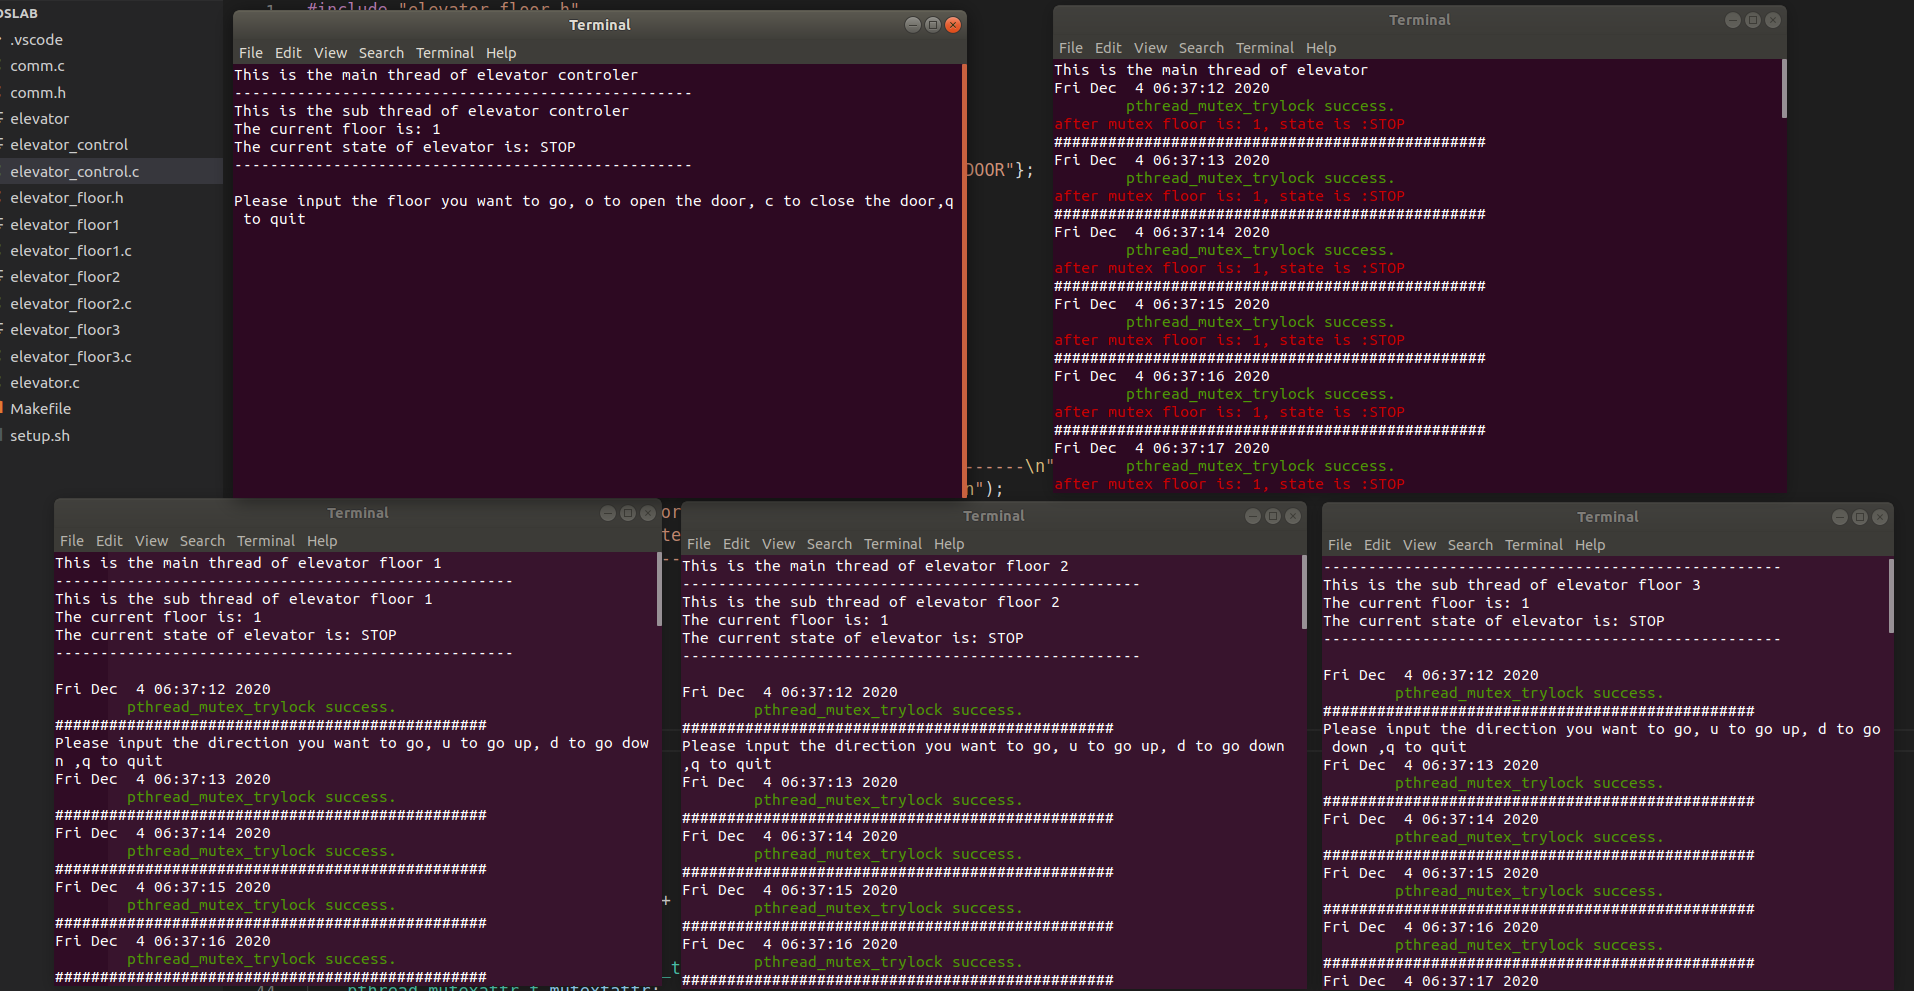 OSLAB
.vscode
comm.c
comm.h
elevator
elevator_control
elevator_control.c
elevator_floor.h
elevator_floor1
elevator_floor1.c
elevator_floor2
elevator_floor2.c
elevator_floor3
elevator_floor3.c
elevator.c
Makefile
setup.sh
1 #include "elevator_floor.h"
DOOR"};
------\n"
n");
or
te
--
+
_t
44 pthread_mutexattr_t mutextattr;
Terminal
File Edit View Search Terminal Help
This is the main thread of elevator controler
---------------------------------------------------
This is the sub thread of elevator controler
The current floor is: 1
The current state of elevator is: STOP
---------------------------------------------------
Please input the floor you want to go, o to open the door, c to close the door,q
to quit
Terminal
File Edit View Search Terminal Help
This is the main thread of elevator
Fri Dec  4 06:37:12 2020
pthread_mutex_trylock success.
after mutex floor is: 1, state is :STOP
################################################
Fri Dec  4 06:37:13 2020
pthread_mutex_trylock success.
after mutex floor is: 1, state is :STOP
################################################
Fri Dec  4 06:37:14 2020
pthread_mutex_trylock success.
after mutex floor is: 1, state is :STOP
################################################
Fri Dec  4 06:37:15 2020
pthread_mutex_trylock success.
after mutex floor is: 1, state is :STOP
################################################
Fri Dec  4 06:37:16 2020
pthread_mutex_trylock success.
after mutex floor is: 1, state is :STOP
################################################
Fri Dec  4 06:37:17 2020
pthread_mutex_trylock success.
after mutex floor is: 1, state is :STOP
Terminal
File Edit View Search Terminal Help
This is the main thread of elevator floor 1
---------------------------------------------------
This is the sub thread of elevator floor 1
The current floor is: 1
The current state of elevator is: STOP
---------------------------------------------------
Fri Dec  4 06:37:12 2020
pthread_mutex_trylock success.
################################################
Please input the direction you want to go, u to go up, d to go dow
n ,q to quit
Fri Dec  4 06:37:13 2020
pthread_mutex_trylock success.
################################################
Fri Dec  4 06:37:14 2020
pthread_mutex_trylock success.
################################################
Fri Dec  4 06:37:15 2020
pthread_mutex_trylock success.
################################################
Fri Dec  4 06:37:16 2020
pthread_mutex_trylock success.
################################################
Terminal
File Edit View Search Terminal Help
This is the main thread of elevator floor 2
---------------------------------------------------
This is the sub thread of elevator floor 2
The current floor is: 1
The current state of elevator is: STOP
---------------------------------------------------
Fri Dec  4 06:37:12 2020
pthread_mutex_trylock success.
################################################
Please input the direction you want to go, u to go up, d to go down
,q to quit
Fri Dec  4 06:37:13 2020
pthread_mutex_trylock success.
################################################
Fri Dec  4 06:37:14 2020
pthread_mutex_trylock success.
################################################
Fri Dec  4 06:37:15 2020
pthread_mutex_trylock success.
################################################
Fri Dec  4 06:37:16 2020
pthread_mutex_trylock success.
################################################
Terminal
File Edit View Search Terminal Help
---------------------------------------------------
This is the sub thread of elevator floor 3
The current floor is: 1
The current state of elevator is: STOP
---------------------------------------------------
Fri Dec  4 06:37:12 2020
pthread_mutex_trylock success.
################################################
Please input the direction you want to go, u to go up, d to go
down ,q to quit
Fri Dec  4 06:37:13 2020
pthread_mutex_trylock success.
################################################
Fri Dec  4 06:37:14 2020
pthread_mutex_trylock success.
################################################
Fri Dec  4 06:37:15 2020
pthread_mutex_trylock success.
################################################
Fri Dec  4 06:37:16 2020
pthread_mutex_trylock success.
################################################
Fri Dec  4 06:37:17 2020